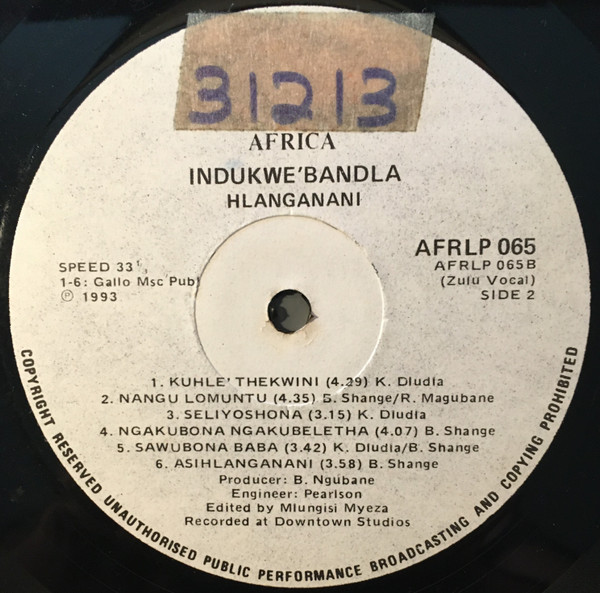 31213
AFRICA
INDUKWE'BANDLA
HLANGANANI
AFRLP 065
AFRLP 065B
(Zulu Vocal)
SIDE 2
SPEED 33⅓
1-6: Gallo Msc Pub
℗ 1993
1. KUHLE' THEKWINI (4.29) K. Dludla
2. NANGU LOMUNTU (4.35) B. Shange/R. Magubane
3. SELIYOSHONA (3.15) K. Dludla
4. NGAKUBONA NGAKUBELETHA (4.07) B. Shange
5. SAWUBONA BABA (3.42) K. Dludla/B. Shange
6. ASIHLANGANANI (3.58) B. Shange
Producer: B. Ngubane
Engineer: Pearlson
Edited by Mlungisi Myeza
Recorded at Downtown Studios
COPYRIGHT RESERVED UNAUTHORISED PUBLIC PERFORMANCE BROADCASTING AND COPYING PROHIBITED